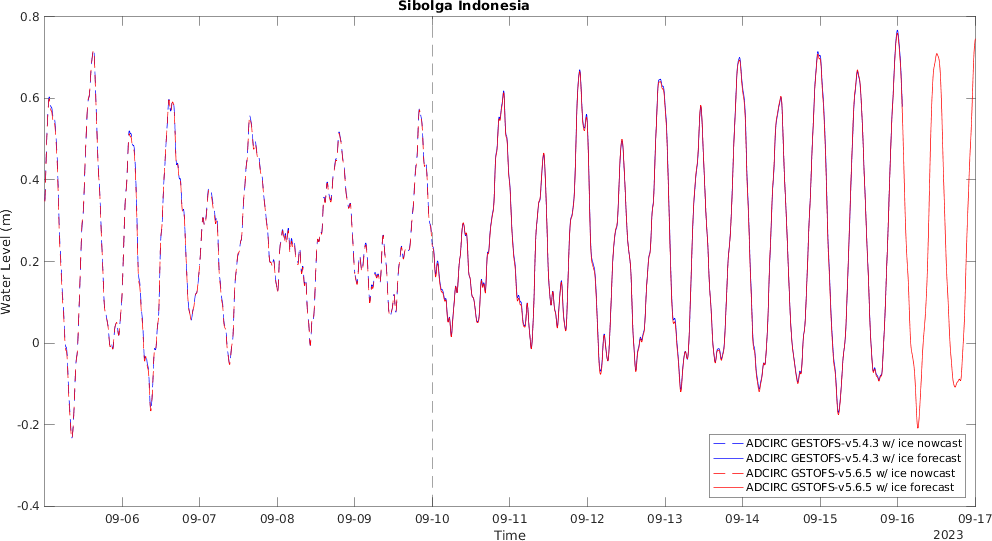 Sibolga Indonesia
0.8
0.6
0.4
0.2
0
-0.2
-0.4
Water Level (m)
09-06
09-07
09-08
09-09
09-10
09-11
09-12
09-13
09-14
09-15
09-16
09-17
Time
2023
ADCIRC GESTOFS-v5.4.3 w/ ice nowcast
ADCIRC GESTOFS-v5.4.3 w/ ice forecast
ADCIRC GSTOFS-v5.6.5 w/ ice nowcast
ADCIRC GSTOFS-v5.6.5 w/ ice forecast